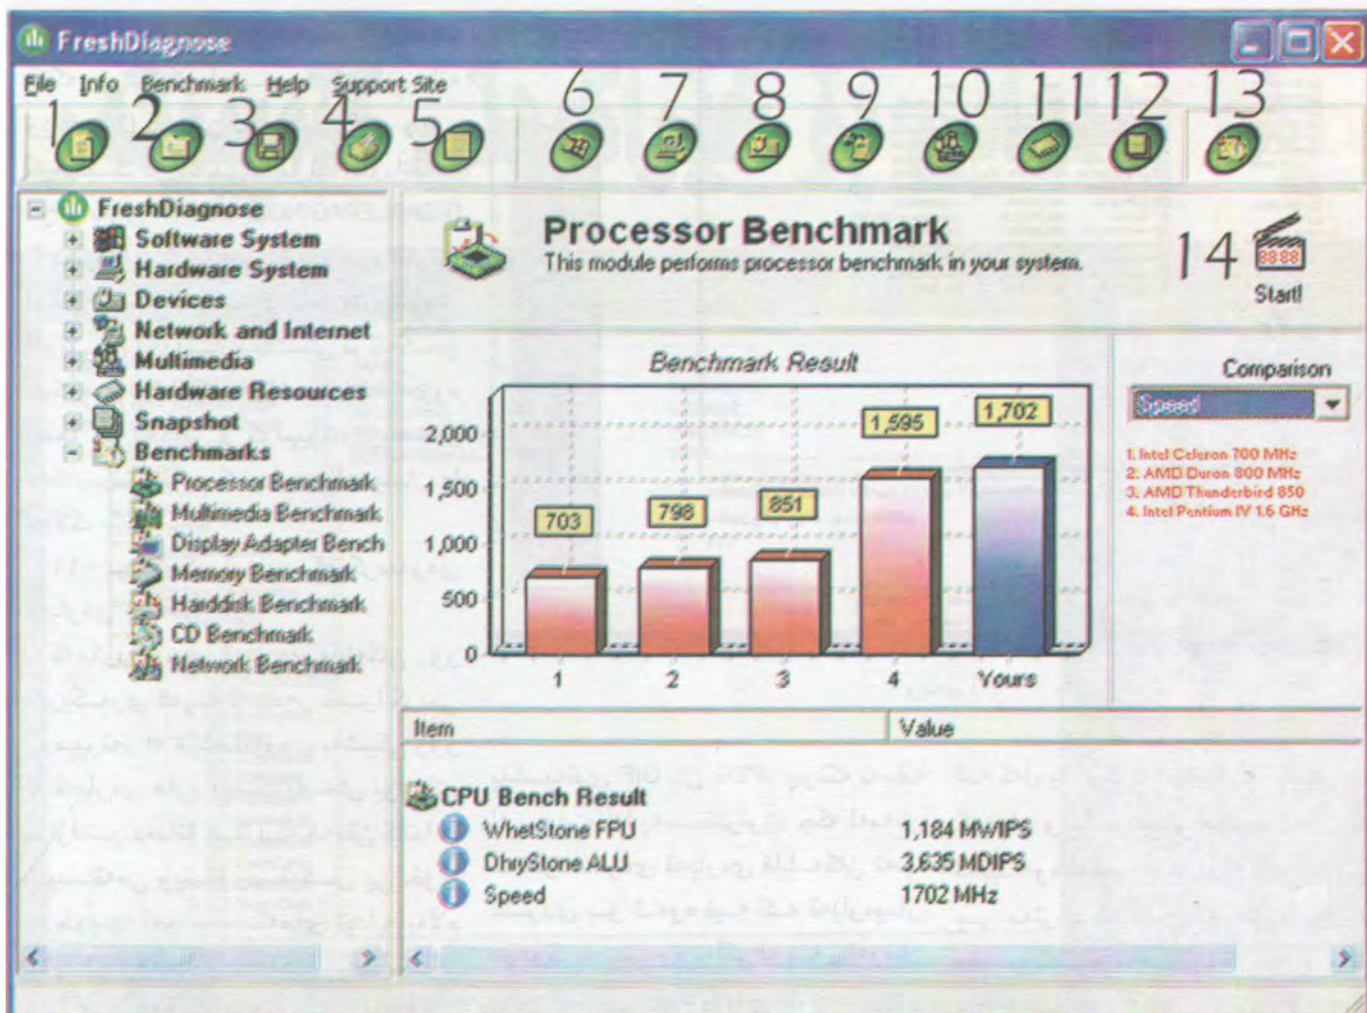 FreshDiagnose
File Info Benchmark Help Support Site
1 2 3 4 5 6 7 8 9 10 11 12 13
FreshDiagnose
Software System
Hardware System
Devices
Network and Internet
Multimedia
Hardware Resources
Snapshot
Benchmarks
Processor Benchmark
Multimedia Benchmark
Display Adapter Bench
Memory Benchmark
Harddisk Benchmark
CD Benchmark
Network Benchmark
Processor Benchmark
This module performs processor benchmark in your system.
14
8888
Start!
Benchmark Result
2,000
1,500
1,000
500
0
703
798
851
1,595
1,702
1 2 3 4 Yours
Comparison
Speed
1. Intel Celeron 700 MHz
2. AMD Duron 800 MHz
3. AMD Thunderbird 850
4. Intel Pentium IV 1.6 GHz
Item Value
CPU Bench Result
WhetStone FPU 1,184 MWIPS
DhryStone ALU 3,635 MDIPS
Speed 1702 MHz